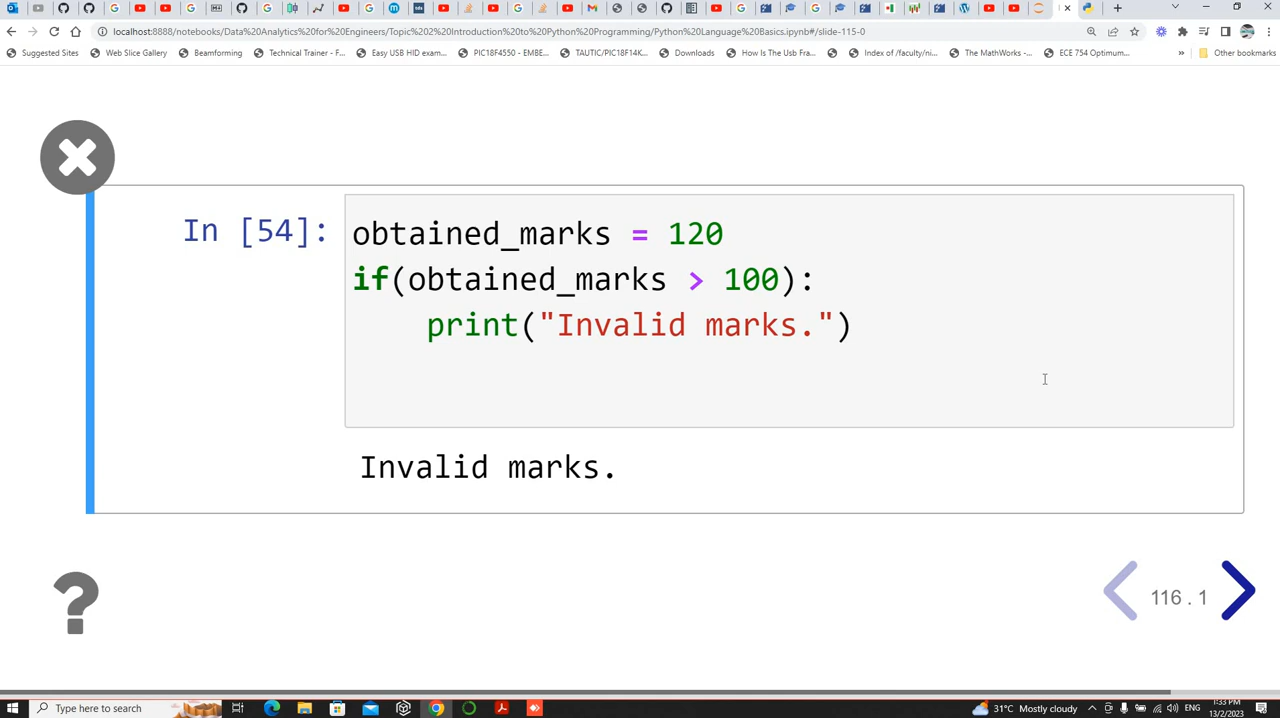 localhost:8888/notebooks/Data%20Analytics%20for%20Engineers/Topic%202%20Introduction%20to%20Python%20Programming/Python%20Language%20Basics.ipynb#/slide-115-0
Suggested Sites Web Slice Gallery Beamforming Technical Trainer - F... Easy USB HID exam... PIC18F4550 - EMBE... TAUTIC/PIC18F14K... Downloads How Is The Usb Fra... Index of /faculty/ni... The MathWorks -... ECE 754 Optimum... » Other bookmarks
In [54]: obtained_marks = 120
if(obtained_marks > 100):
print("Invalid marks.")
Invalid marks.
?
116 . 1
Type here to search 31°C Mostly cloudy ENG 1:33 PM
13/2/2023